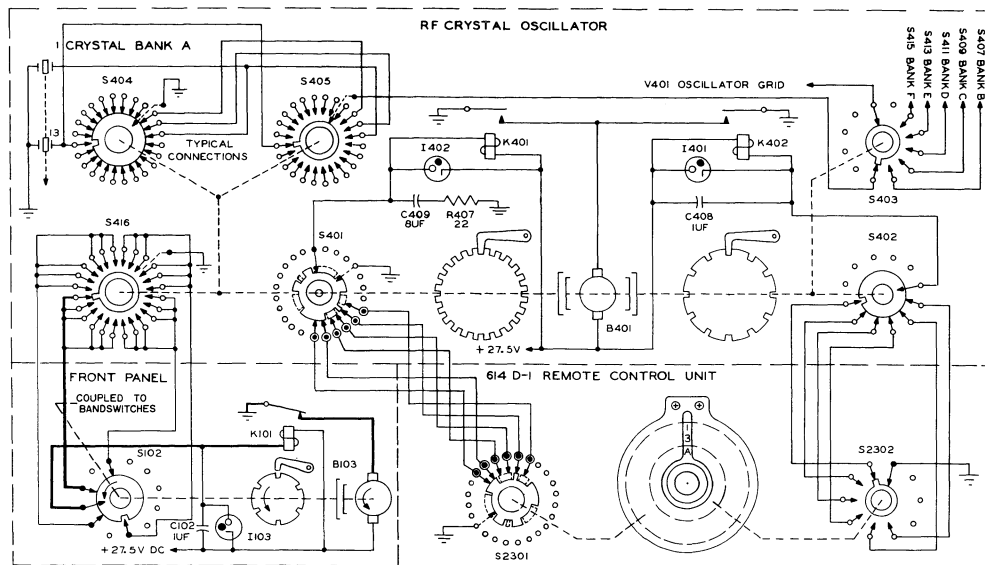 RF CRYSTAL OSCILLATOR
1 CRYSTAL BANK A
S404
S405
13
TYPICAL
CONNECTIONS
V401 OSCILLATOR GRID
S415 BANK F
S413 BANK E
S411 BANK D
S409 BANK C
S407 BANK B
S403
I402
K401
I401
K402
C409
8UF
R407
22
C408
1UF
S416
S401
S402
B401
+27.5V
FRONT PANEL
COUPLED TO
BANDSWITCHES
614 D-1 REMOTE CONTROL UNIT
S102
K101
B103
C102
1UF
I103
+27.5V DC
S2301
3
A
S2302